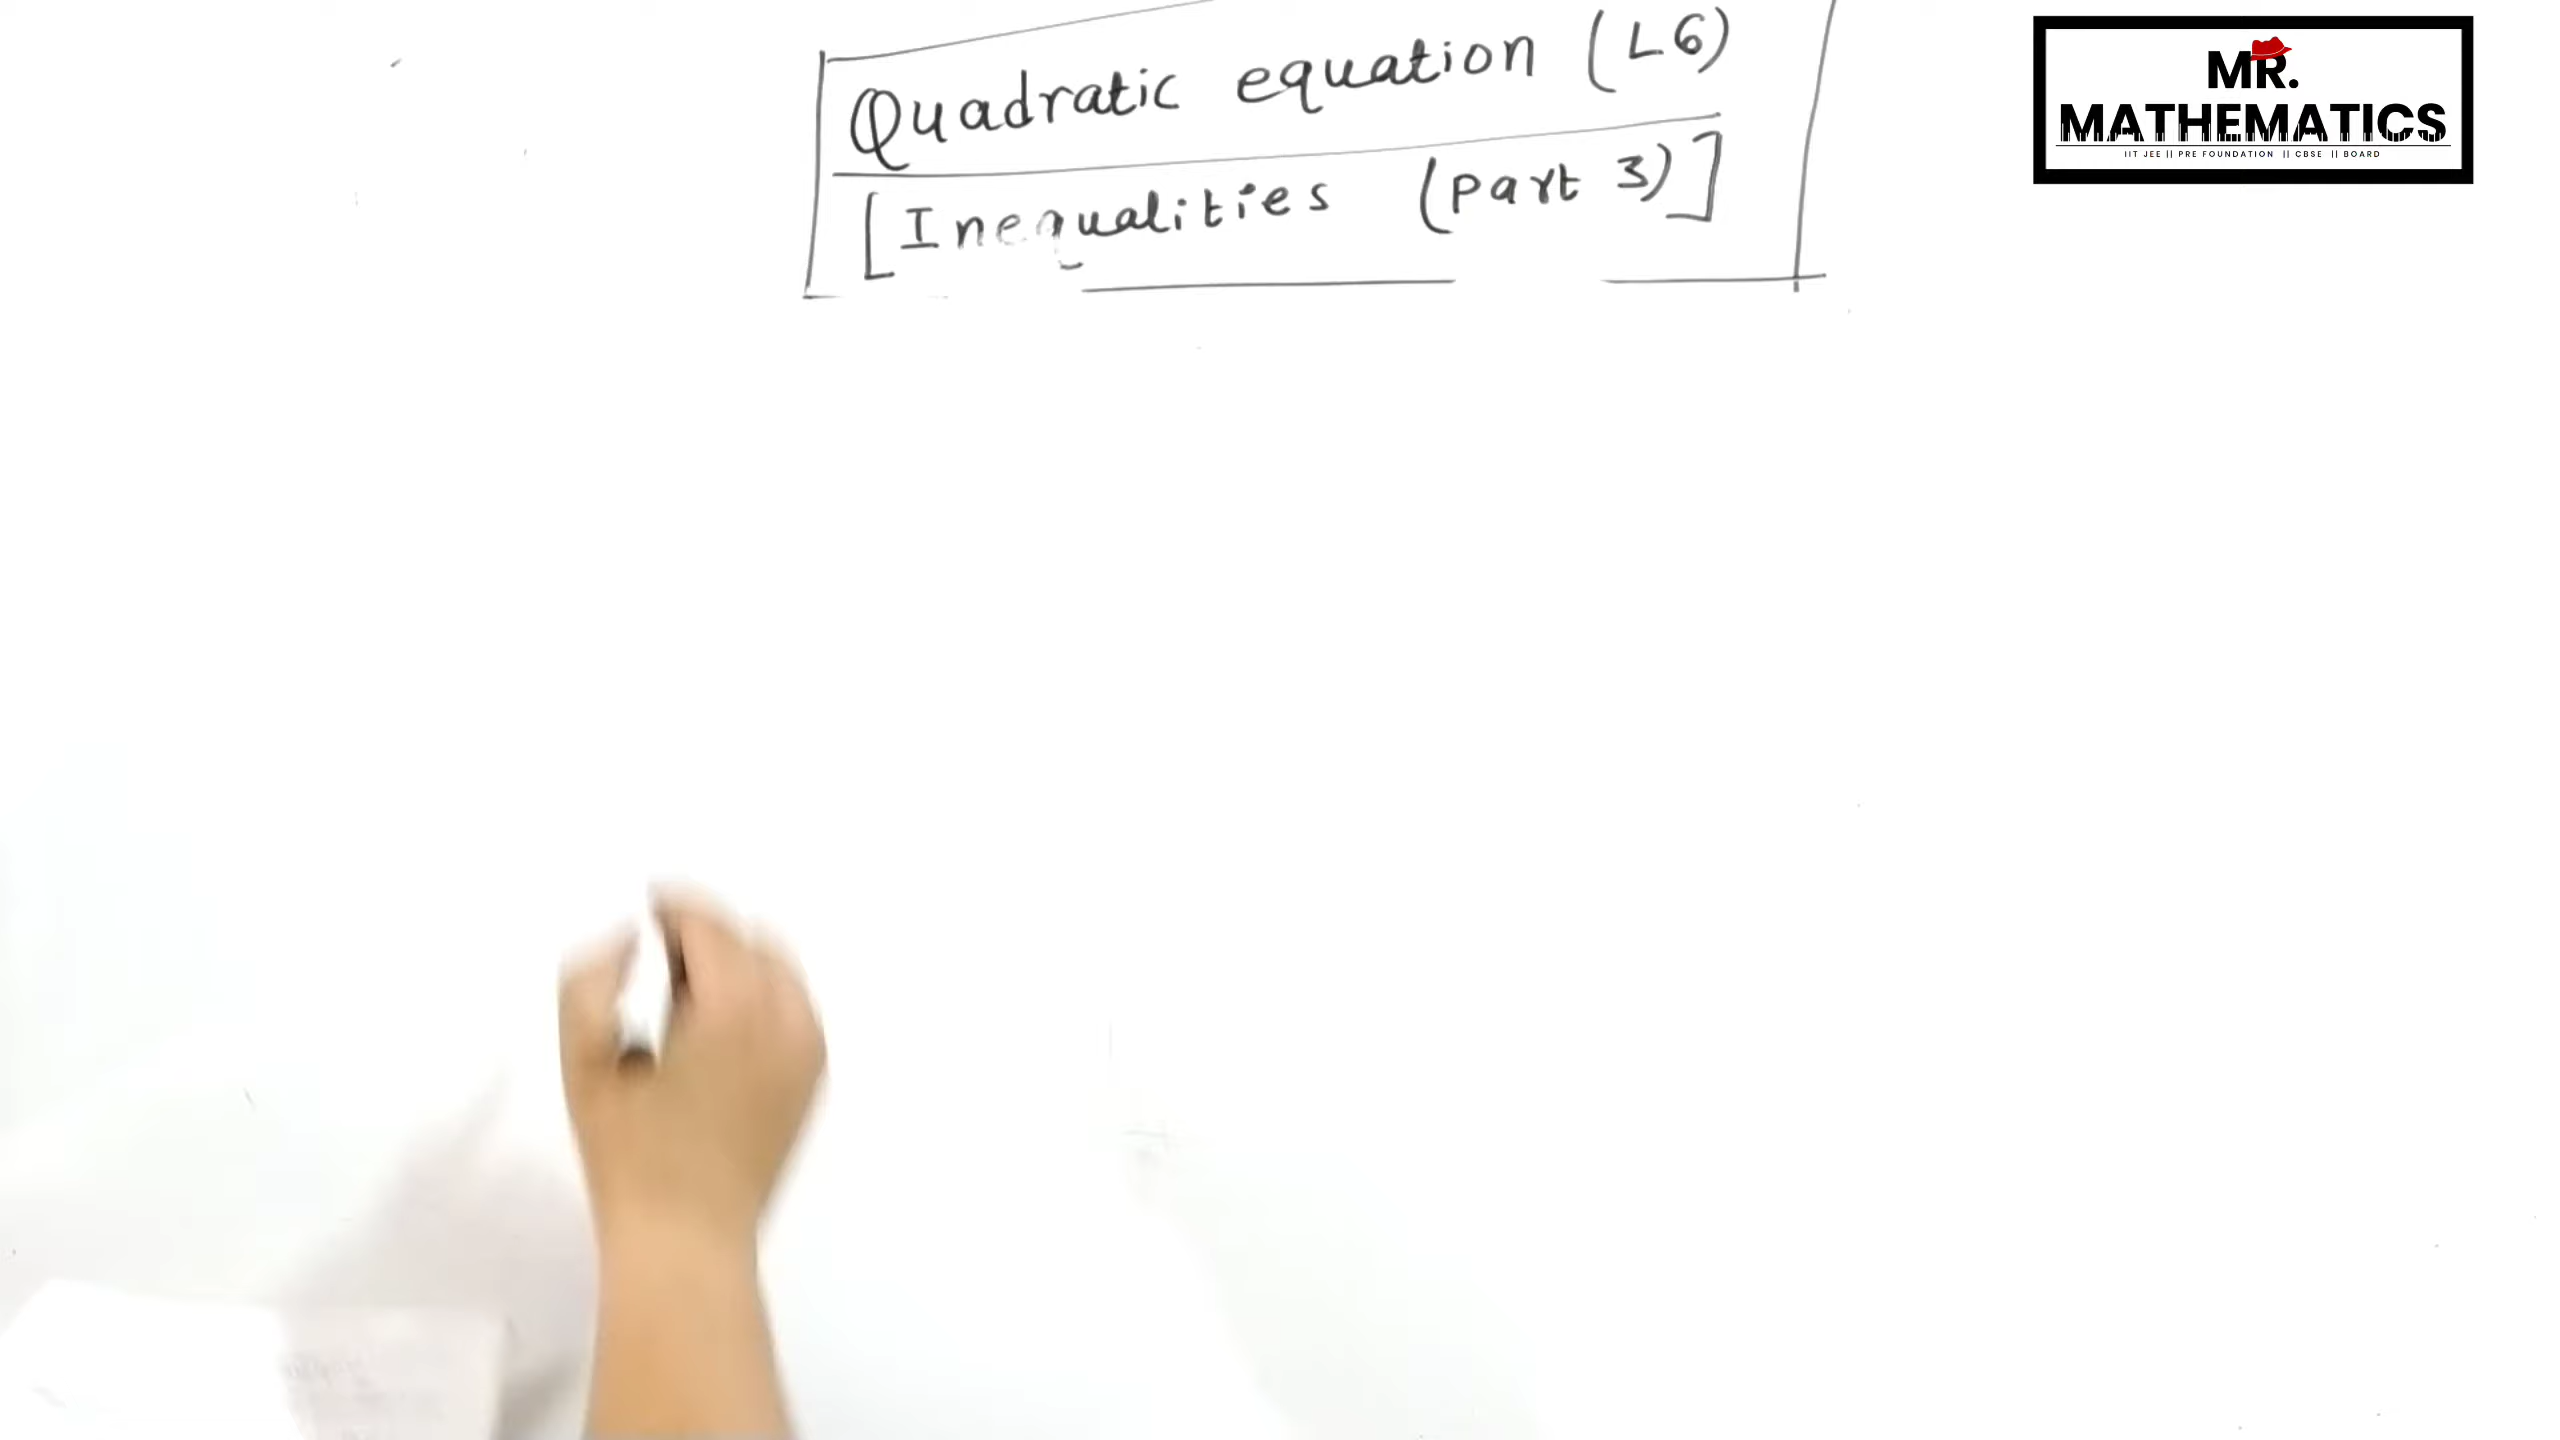 Quadratic equation (L6)
[Inequalities (part 3)]
MR.
MATHEMATICS
IIT JEE || PRE FOUNDATION || CBSE || BOARD